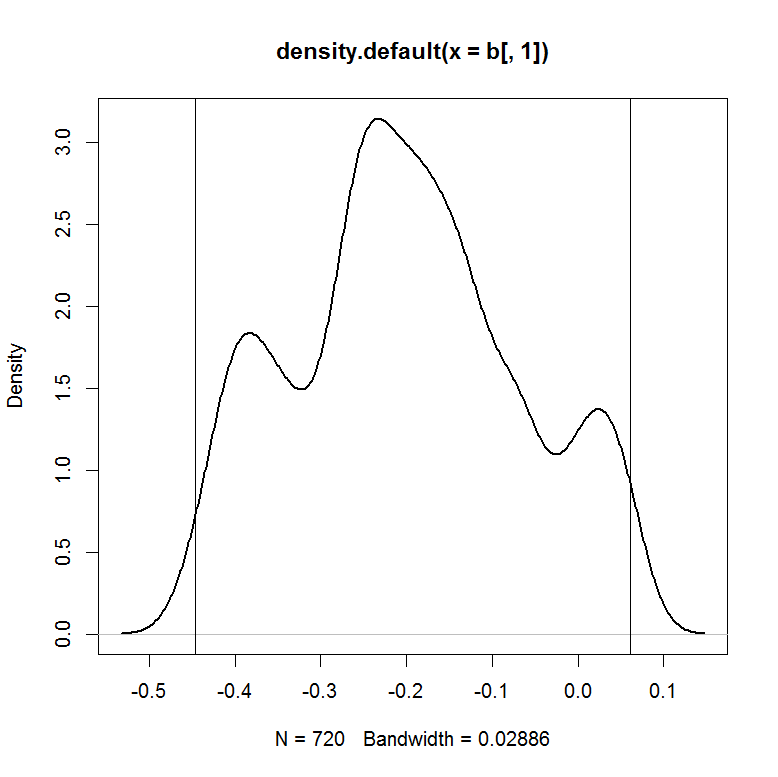 density.default(x = b[, 1])
Density
3.0
2.5
2.0
1.5
1.0
0.5
0.0
-0.5 -0.4 -0.3 -0.2 -0.1 0.0 0.1
N = 720 Bandwidth = 0.02886